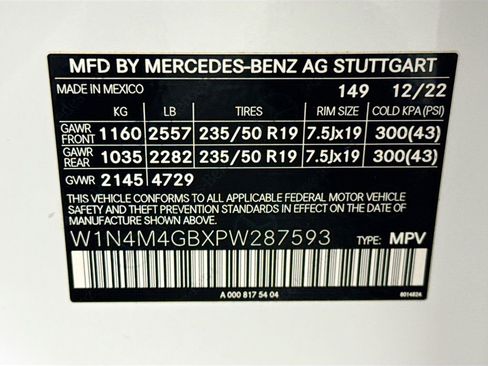 MFD BY MERCEDES-BENZ AG STUTTGART
MADE IN MEXICO 149 12/22
KG LB TIRES RIM SIZE COLD KPA (PSI)
GAWR FRONT 1160 2557 235/50 R19 7.5Jx19 300(43)
GAWR REAR 1035 2282 235/50 R19 7.5Jx19 300(43)
GVWR 2145 4729
THIS VEHICLE CONFORMS TO ALL APPLICABLE FEDERAL MOTOR VEHICLE
SAFETY AND THEFT PREVENTION STANDARDS IN EFFECT ON THE DATE
OF MANUFACTURE SHOWN ABOVE.
W1N4M4GBXPW287593 TYPE: MPV
A 000 817 54 04